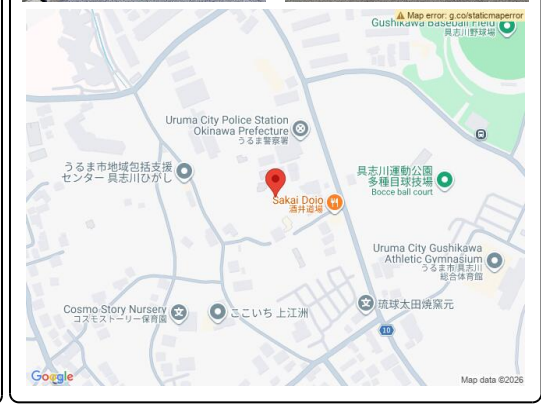 Map error: g.co/staticmaperror
Gushikawa Baseball Field
具志川野球場
Uruma City Police Station
Okinawa Prefecture
うるま警察署
うるま市地域包括支援
センター 具志川ひがし
具志川運動公園
多種目球技場
Bocce ball court
Sakai Dojo
酒井道場
Uruma City Gushikawa
Athletic Gymnasium
うるま市具志川
総合体育館
Cosmo Story Nursery
コスモストーリー保育園
ここいち 上江洲
琉球太田焼窯元
10
Google
Map data ©2026